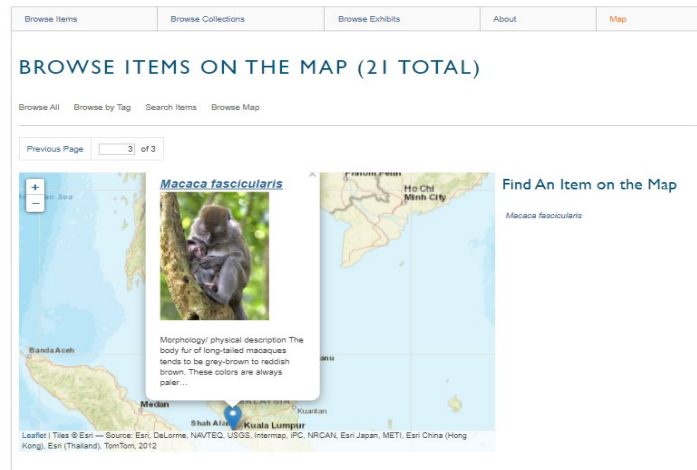 Browse Items
Browse Collections
Browse Exhibits
About
Map
BROWSE ITEMS ON THE MAP (21 TOTAL)
Browse All
Browse by Tag
Search Items
Browse Map
Previous Page
3 of 3
+
−
Macaca fascicularis
×
Ho Chi
Minh City
Morphology/ physical description The
body fur of long-tailed macaques
tends to be grey-brown to reddish
brown. These colors are always
paler…
Banda Aceh
Medan
Kuantan
Kuala Lumpur
Leaflet | Tiles © Esri — Source: Esri, DeLorme, NAVTEQ, USGS, Intermap, iPC, NRCAN, Esri Japan, METI, Esri China (Hong
Kong), Esri (Thailand), TomTom, 2012
Find An Item on the Map
Macaca fascicularis